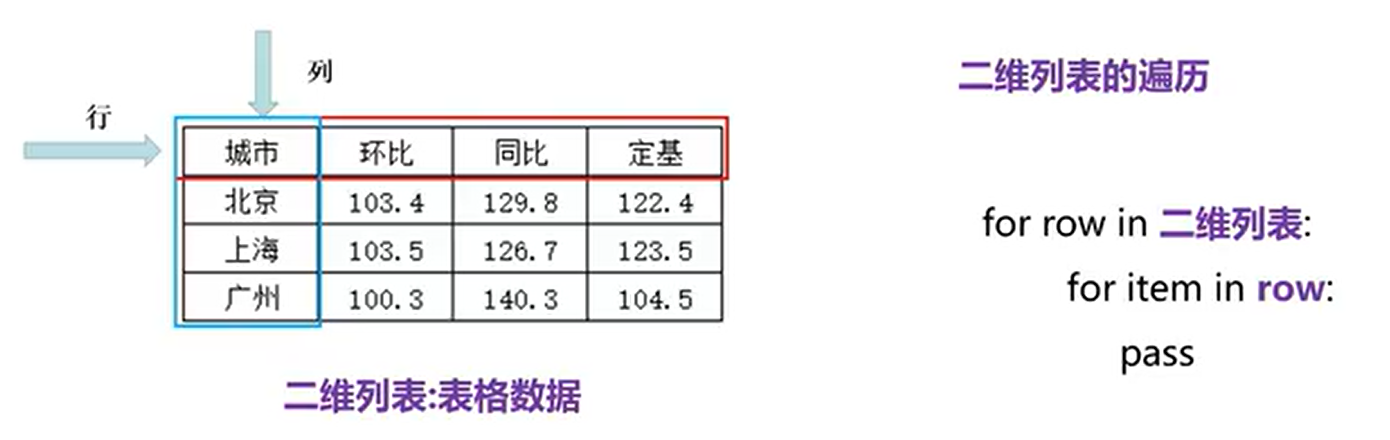 列
行
城市 环比 同比 定基
北京 103.4 129.8 122.4
上海 103.5 126.7 123.5
广州 100.3 140.3 104.5
二维列表:表格数据
二维列表的遍历
for row in 二维列表:
for item in row:
pass